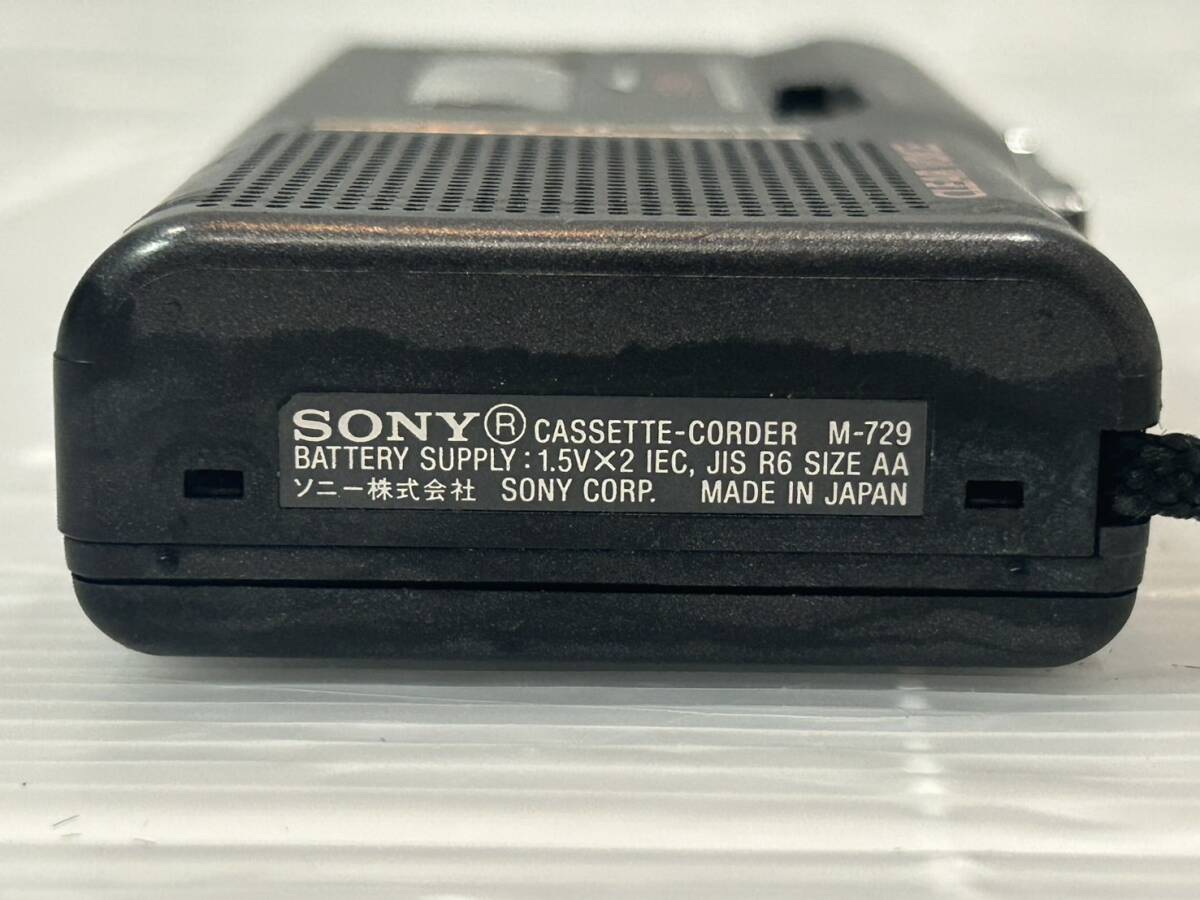 SONY® CASSETTE-CORDER M-729
BATTERY SUPPLY : 1.5V×2 IEC, JIS R6 SIZE AA
ソニー株式会社 SONY CORP. MADE IN JAPAN